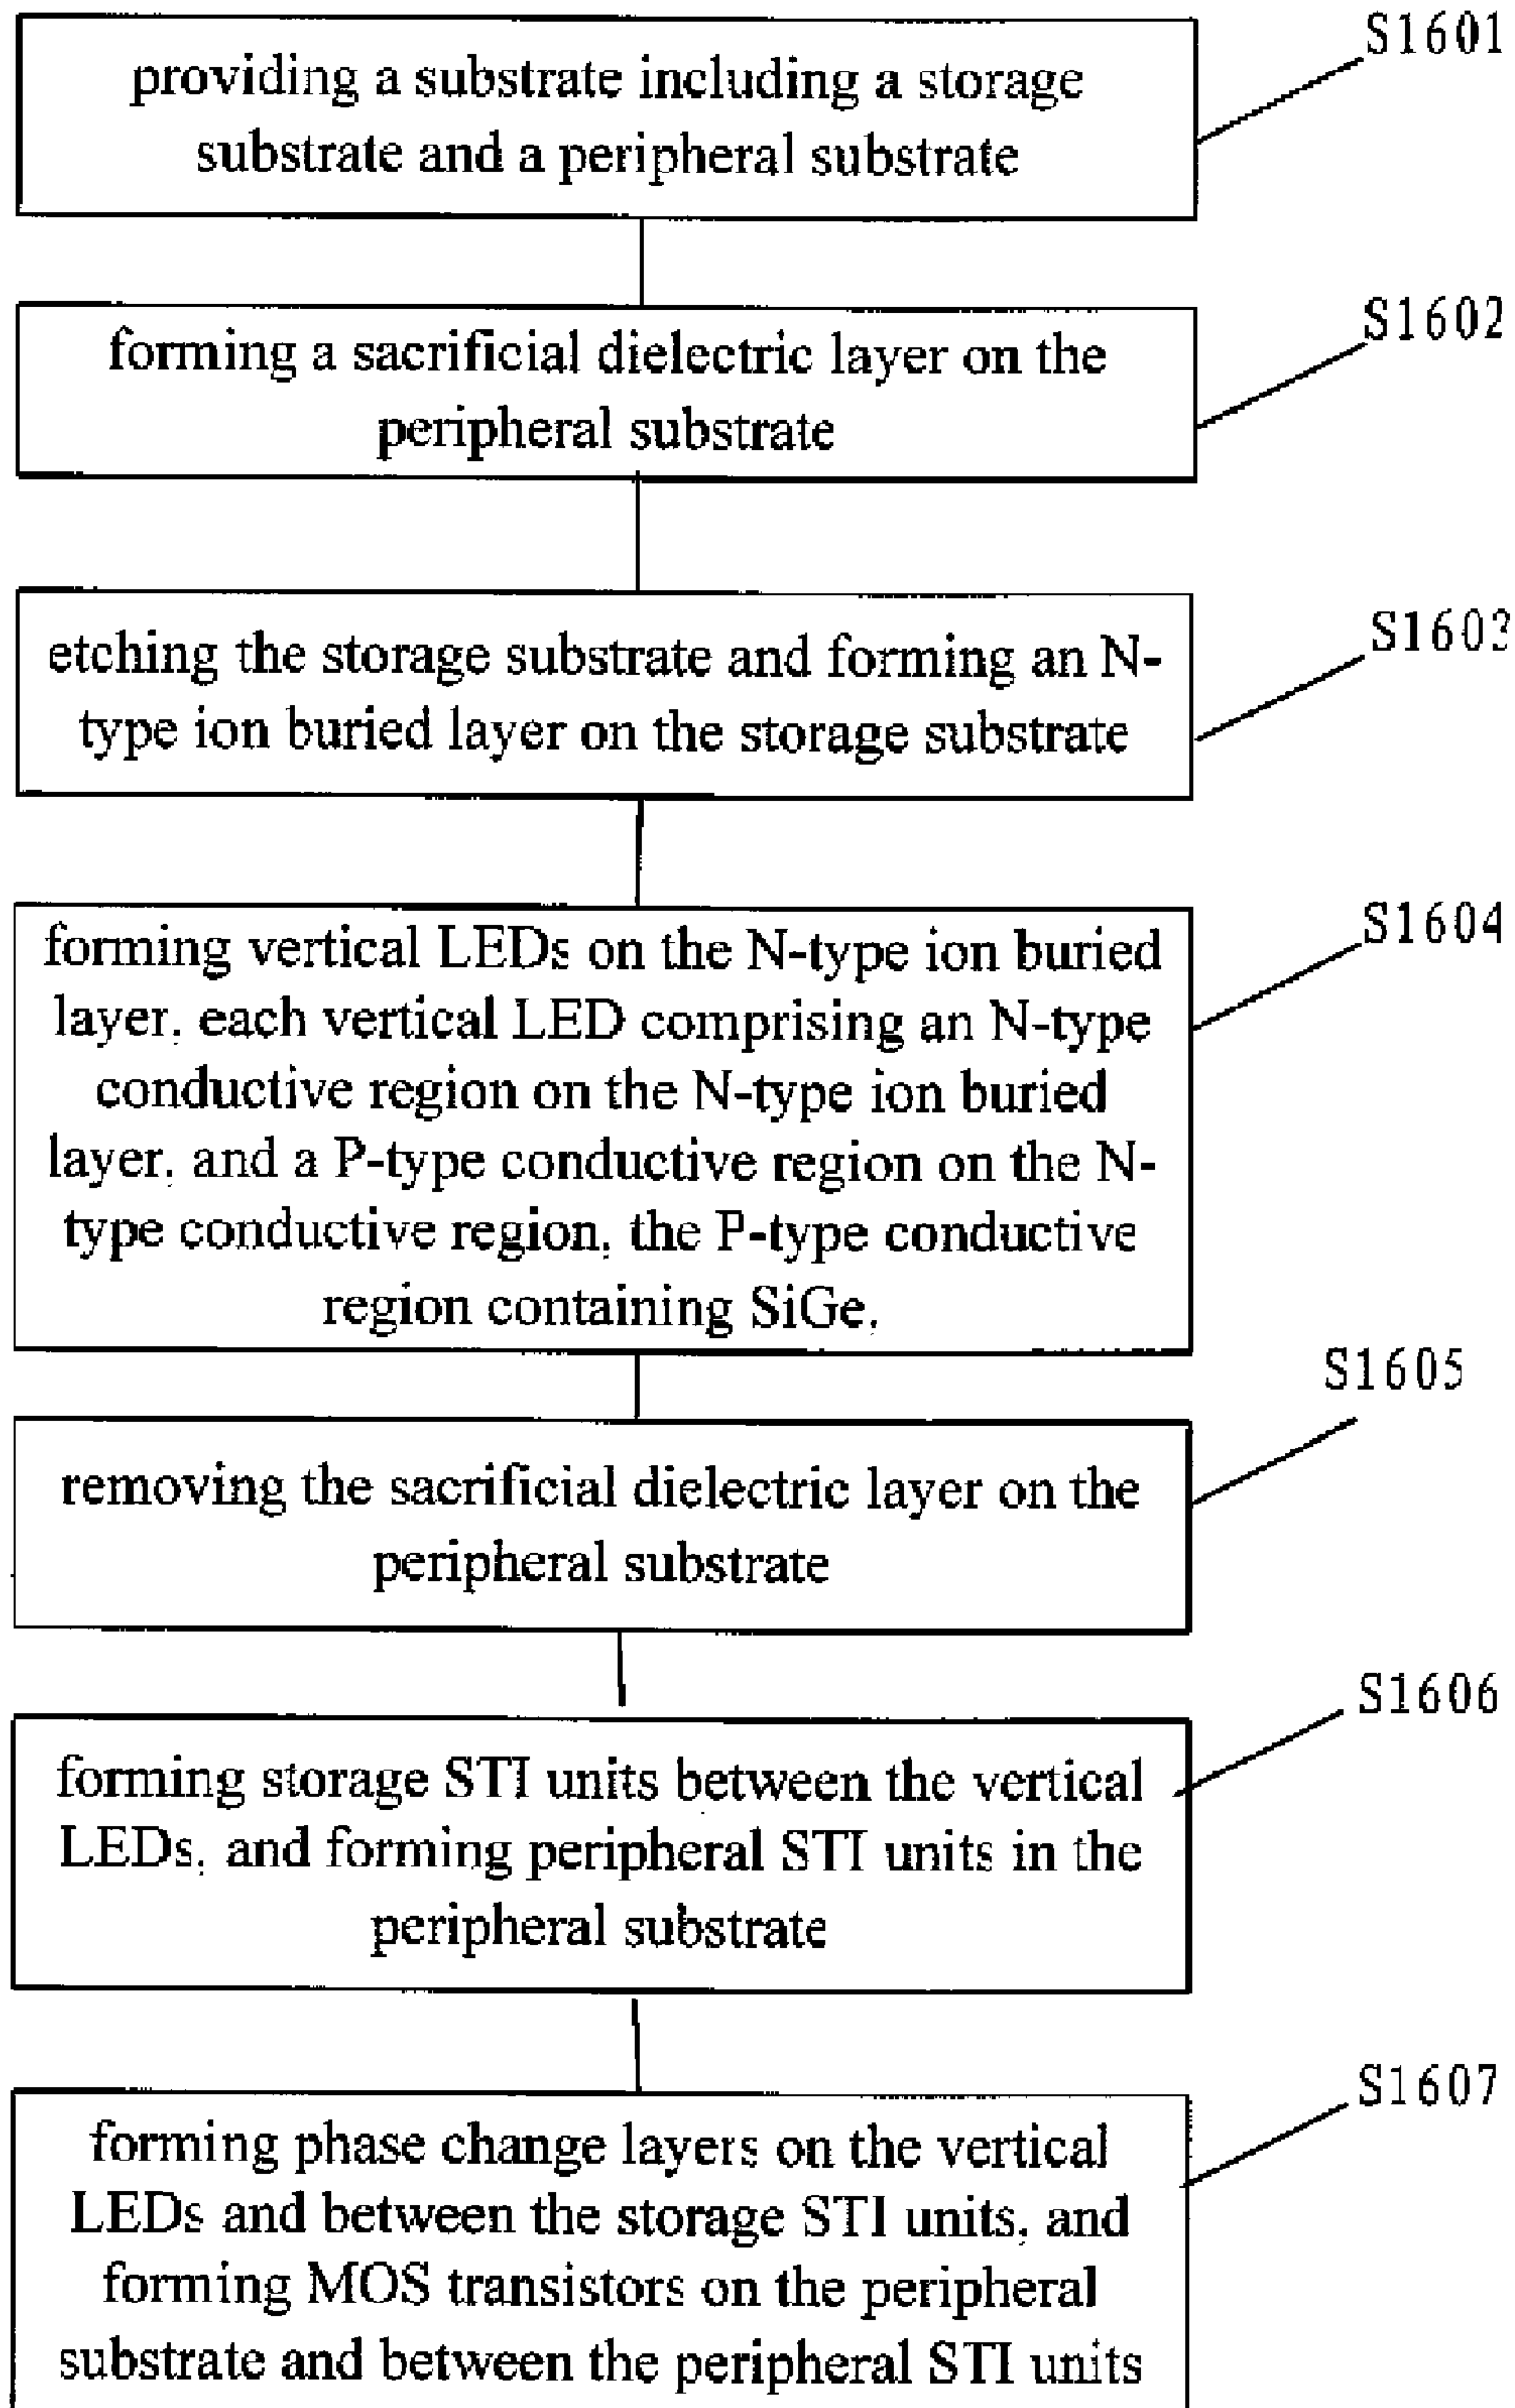 S1601
providing a substrate including a storage
substrate and a peripheral substrate
S1602
forming a sacrificial dielectric layer on the
peripheral substrate
S1603
etching the storage substrate and forming an N-
type ion buried layer on the storage substrate
S1604
forming vertical LEDs on the N-type ion buried
layer, each vertical LED comprising an N-type
conductive region on the N-type ion buried
layer, and a P-type conductive region on the N-
type conductive region, the P-type conductive
region containing SiGe,
S1605
removing the sacrificial dielectric layer on the
peripheral substrate
S1606
forming storage STI units between the vertical
LEDs, and forming peripheral STI units in the
peripheral substrate
S1607
forming phase change layers on the vertical
LEDs and between the storage STI units, and
forming MOS transistors on the peripheral
substrate and between the peripheral STI units